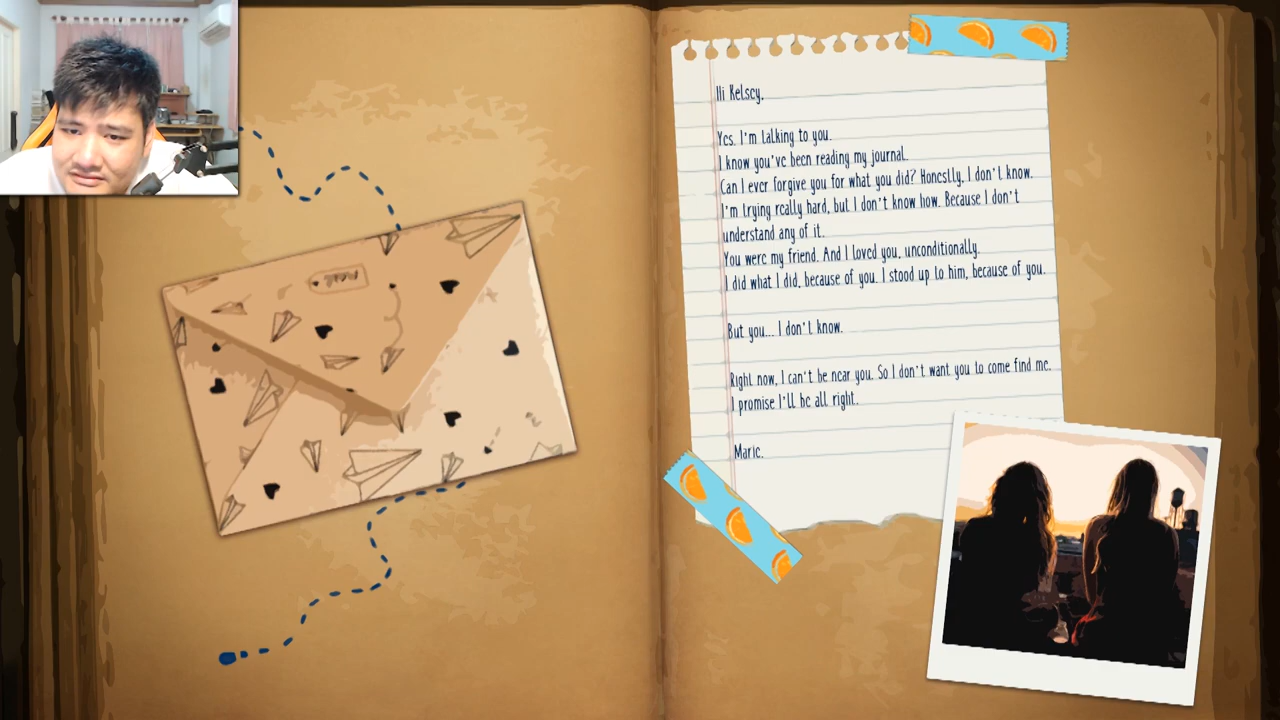 Hi Kelscy,
Yes. I'm talking to you.
I know you've been reading my journal.
Can I ever forgive you for what you did? Honestly, I don't know.
I'm trying really hard, but I don't know how. Because I don't
understand any of it.
You were my friend. And I loved you, unconditionally.
I did what I did, because of you. I stood up to him, because of you.
But you... I don't know.
Right now, I can't be near you. So I don't want you to come find me.
I promise I'll be all right.
Marie.